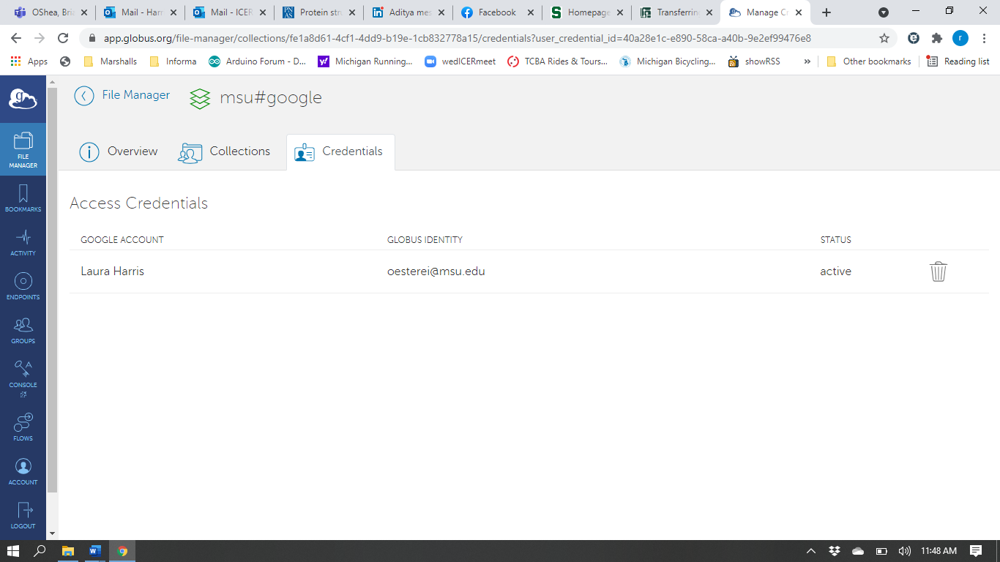 OShea, Bria
Mail - Harr
Mail - ICER
Protein str
Aditya mes
Facebook
Homepage
Transferrin
Manage Cr
app.globus.org/file-manager/collections/fe1a8d61-4cf1-4dd9-b19e-1cb832778a15/credentials?user_credential_id=40a28e1c-e890-58ca-a40b-9e2ef99476e8
r
Apps
Marshalls
Informa
Arduino Forum - D...
Michigan Running...
wedICERmeet
TCBA Rides & Tours...
Michigan Bicycling...
showRSS
»
Other bookmarks
Reading list
File Manager
msu#google
Overview
Collections
Credentials
FILE
MANAGER
BOOKMARKS
ACTIVITY
ENDPOINTS
GROUPS
CONSOLE
FLOWS
ACCOUNT
LOGOUT
Access Credentials
GOOGLE ACCOUNT GLOBUS IDENTITY STATUS
Laura Harris oesterei@msu.edu active
11:48 AM